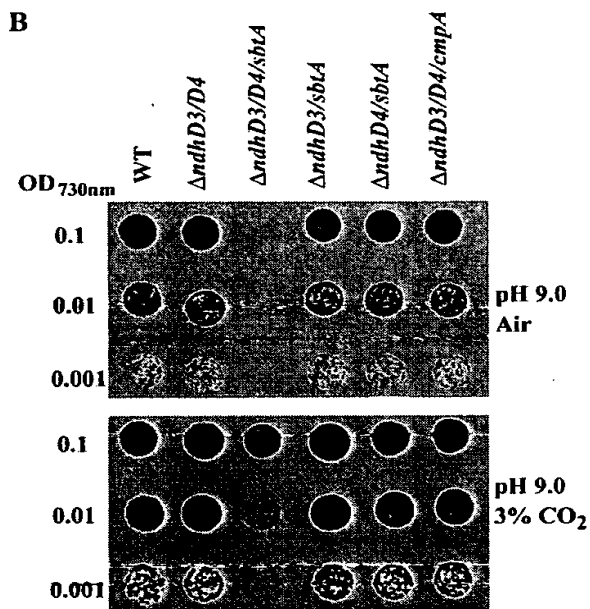 B
WT
ΔndhD3/D4
ΔndhD3/D4/sbtA
ΔndhD3/sbtA
ΔndhD4/sbtA
ΔndhD3/D4/cmpA
OD730nm
0.1
0.01
0.001
pH 9.0
Air
0.1
0.01
0.001
pH 9.0
3% CO2